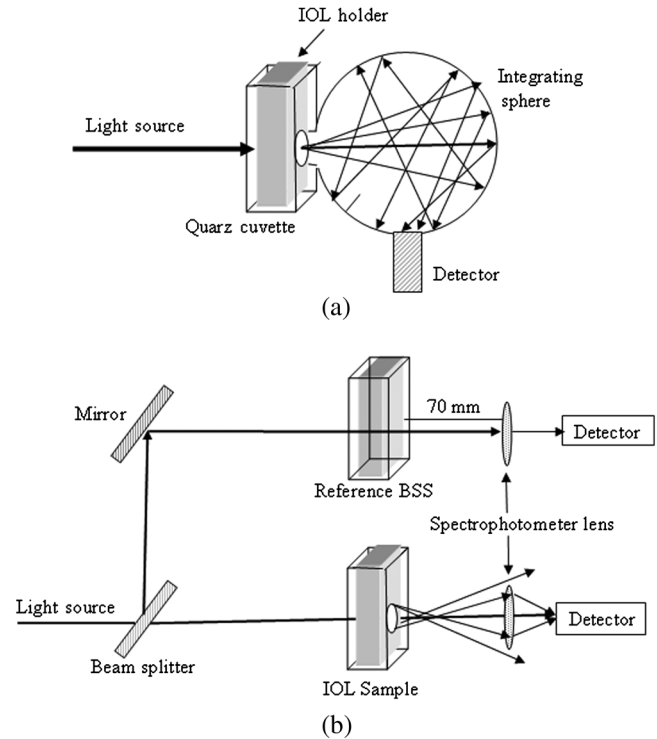 IOL holder
Integrating
sphere
Light source
Quarz cuvette
Detector
(a)
Mirror
70 mm
Detector
Reference BSS
Spectrophotometer lens
Light source
Detector
Beam splitter
IOL Sample
(b)